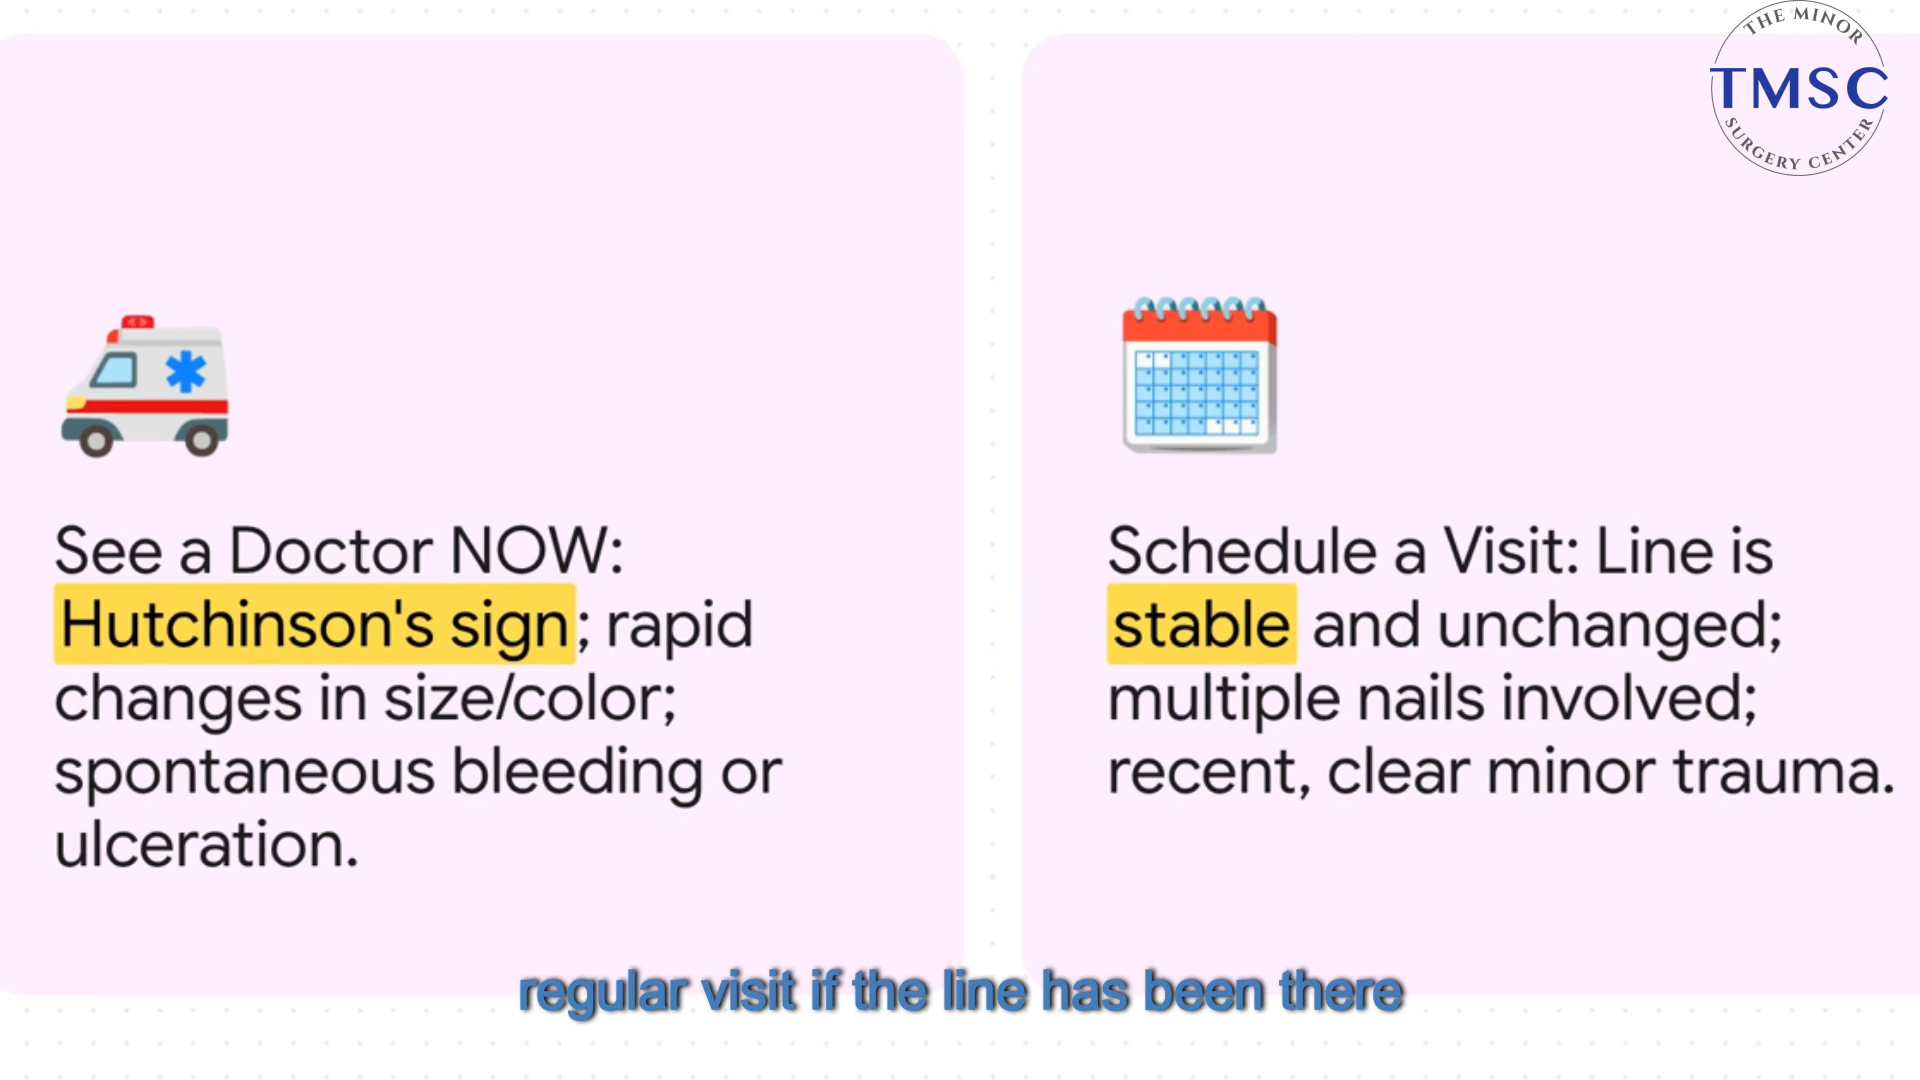 THE MINOR
TMSC
SURGERY CENTER
See a Doctor NOW:
Hutchinson's sign; rapid
changes in size/color;
spontaneous bleeding or
ulceration.
Schedule a Visit: Line is
stable and unchanged;
multiple nails involved;
recent, clear minor trauma.
regular visit if the line has been there